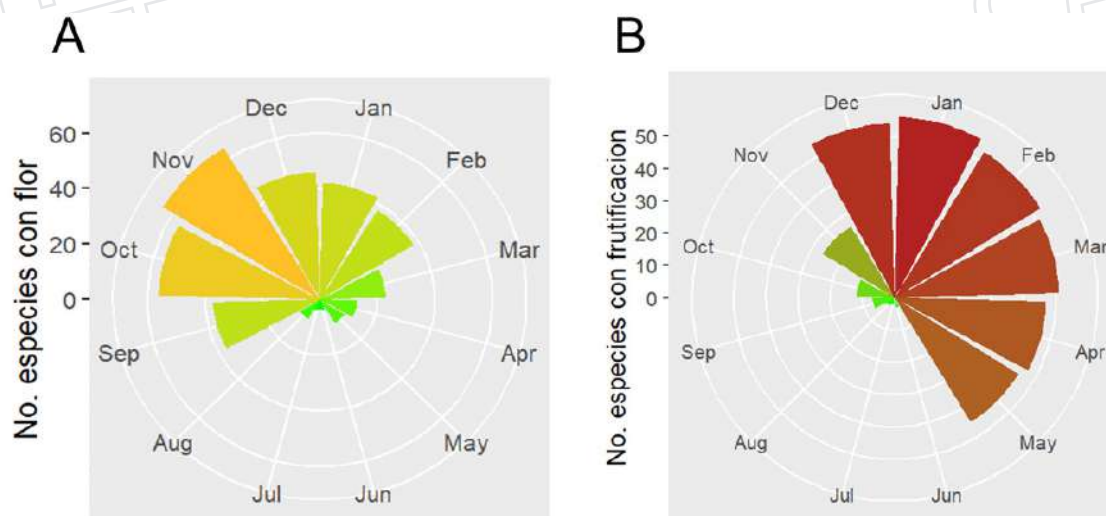 A
No. especies con flor
60
40
20
0
Dec
Jan
Nov
Feb
Oct
Mar
Sep
Apr
Aug
May
Jul
Jun
B
No. especies con frutificacion
50
40
30
20
10
0
Dec
Jan
Nov
Feb
Oct
Mar
Sep
Apr
Aug
May
Jul
Jun